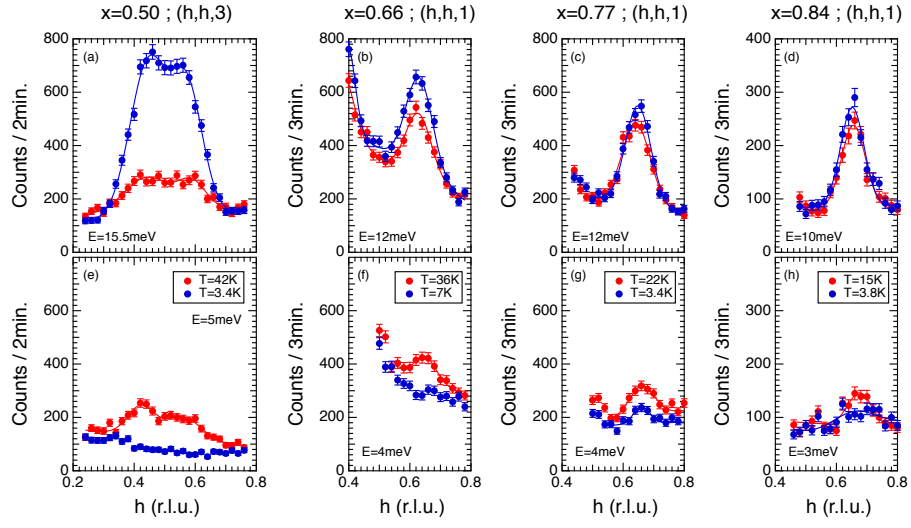 x=0.50 ; (h,h,3)
x=0.66 ; (h,h,1)
x=0.77 ; (h,h,1)
x=0.84 ; (h,h,1)
(a)
E=15.5meV
Counts / 2min.
800
600
400
200
0
(b)
E=12meV
Counts / 3min.
800
600
400
200
0
(c)
E=12meV
Counts / 3min.
800
600
400
200
0
(d)
E=10meV
Counts / 3min.
400
300
200
100
0
(e)
T=42K
T=3.4K
E=5meV
Counts / 2min.
600
400
200
0
0.2 0.4 0.6 0.8
h (r.l.u.)
(f)
T=36K
T=7K
E=4meV
Counts / 3min.
600
400
200
0
0.4 0.6 0.8
h (r.l.u.)
(g)
T=22K
T=3.4K
E=4meV
Counts / 3min.
600
400
200
0
0.4 0.6 0.8
h (r.l.u.)
(h)
T=15K
T=3.8K
E=3meV
Counts / 3min.
300
200
100
0
0.4 0.6 0.8
h (r.l.u.)